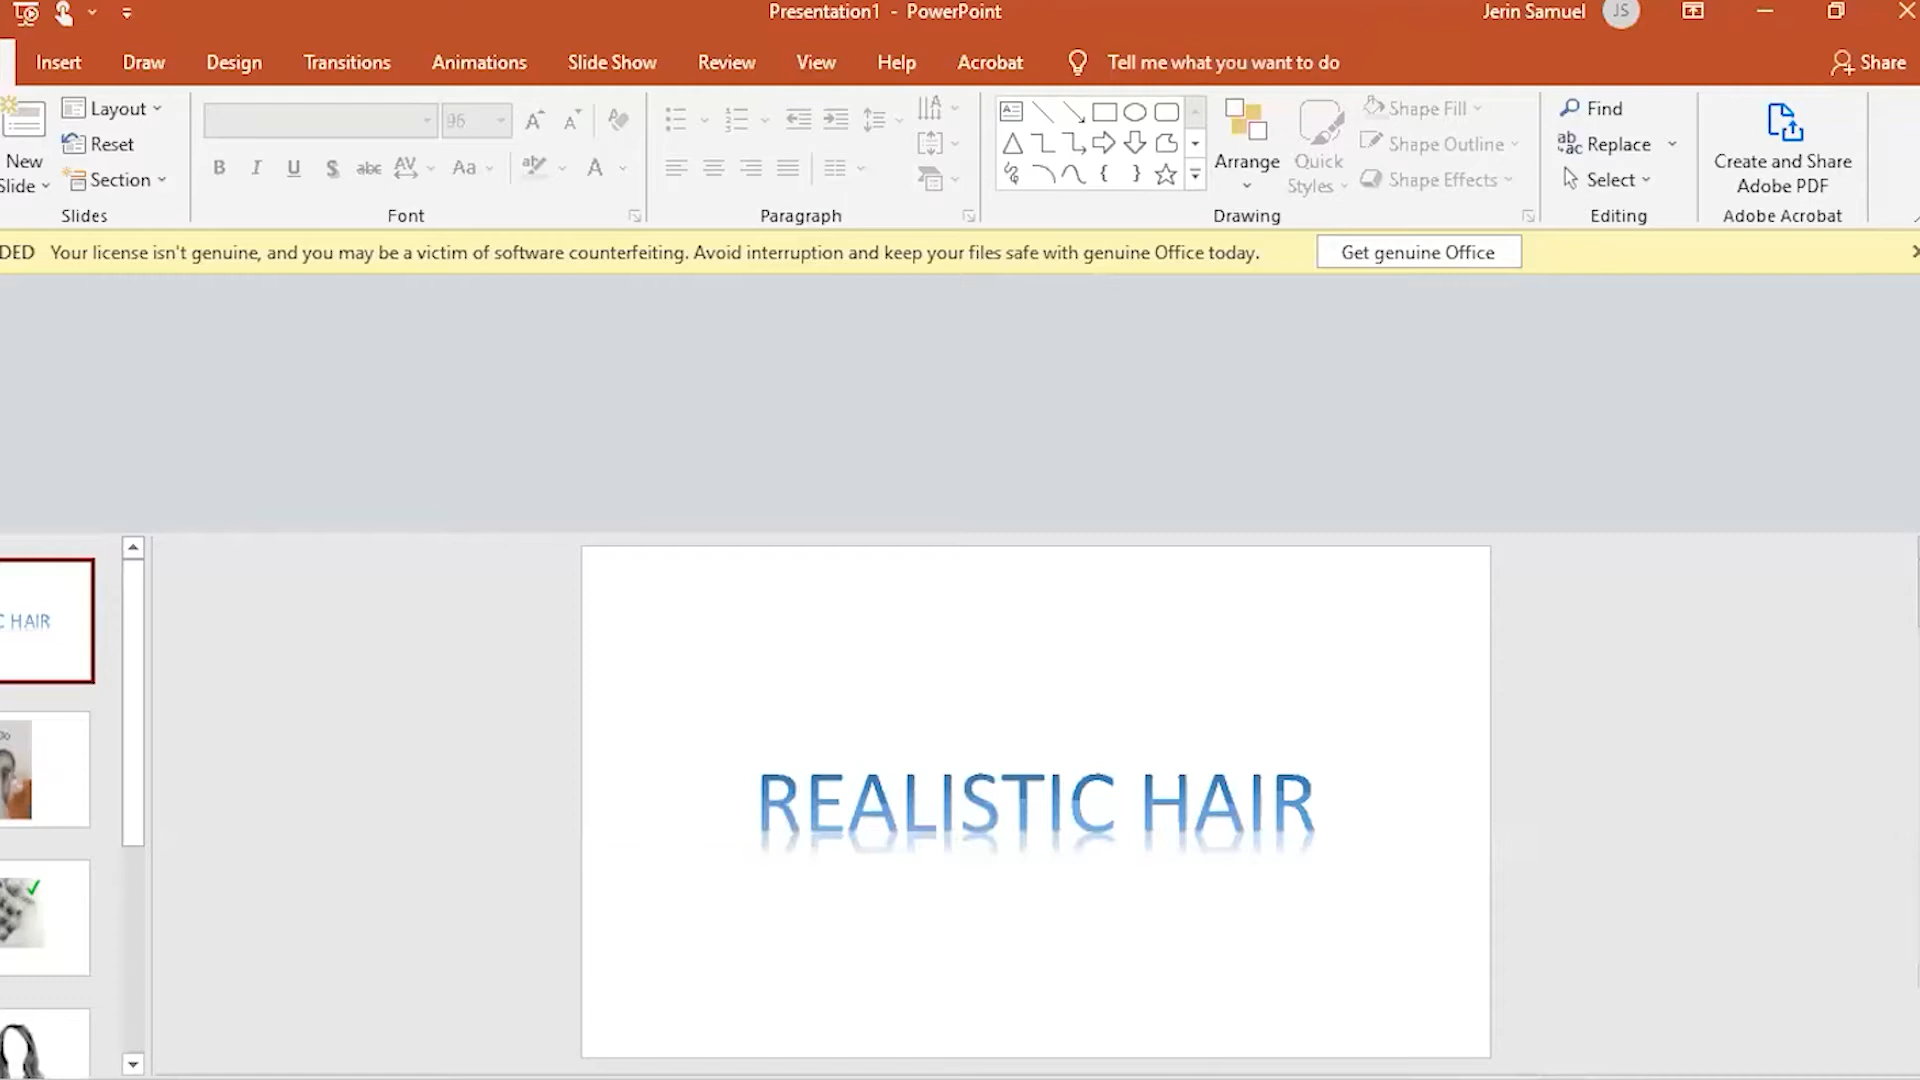 Presentation1 - PowerPoint
Jerin Samuel
JS
Insert
Draw
Design
Transitions
Animations
Slide Show
Review
View
Help
Acrobat
Tell me what you want to do
Share
New
Slide
Layout
Reset
Section
Slides
96
B I U S abc AV Aa
A
Font
Paragraph
Arrange
Quick
Styles
Shape Fill
Shape Outline
Shape Effects
Drawing
Find
Replace
Select
Editing
Create and Share
Adobe PDF
Adobe Acrobat
DED Your license isn't genuine, and you may be a victim of software counterfeiting. Avoid interruption and keep your files safe with genuine Office today.
Get genuine Office
C HAIR
REALISTIC HAIR